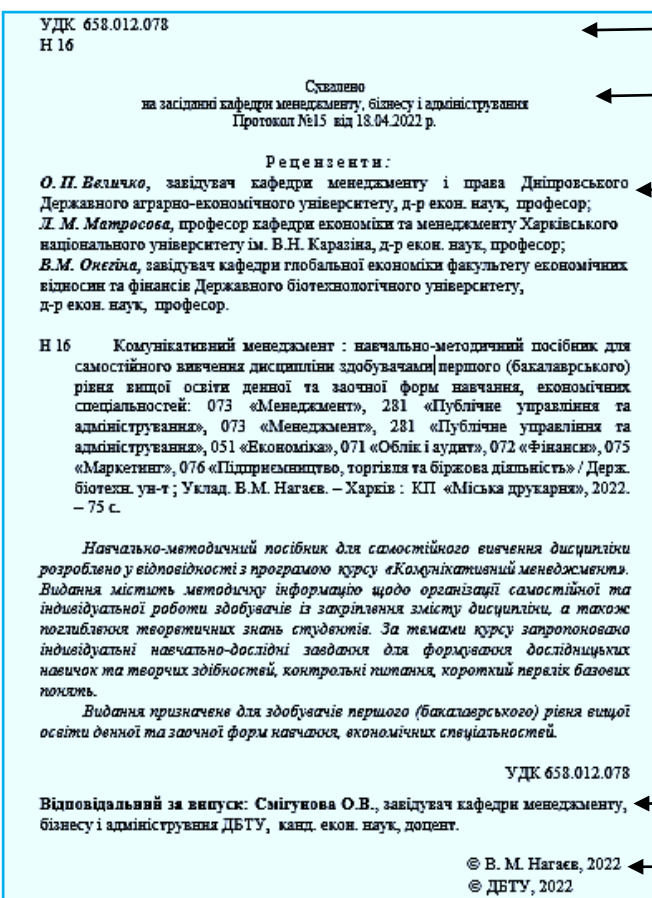 УДК 658.012.078
Н 16
Схвалено
на засіданні кафедри менеджменту, бізнесу і адміністрування
Протокол №15 від 18.04.2022 р.
Рецензенти:
О. П. Величко, завідувач кафедри менеджменту і права Дніпровського
Державного аграрно-економічного університету, д-р екон. наук, професор;
Л. М. Матросова, професор кафедри економіки та менеджменту Харківського
національного університету ім. В.Н. Каразіна, д-р екон. наук, професор;
В.М. Онегіна, завідувач кафедри глобальної економіки факультету економічних
відносин та фінансів Державного біотехнологічного університету,
д-р екон. наук, професор.
Н 16 Комунікативний менеджмент : навчально-методичний посібник для
самостійного вивчення дисципліни здобувачами першого (бакалаврського)
рівня вищої освіти денної та заочної форм навчання, економічних
спеціальностей: 073 «Менеджмент», 281 «Публічне управління та
адміністрування», 073 «Менеджмент», 281 «Публічне управління та
адміністрування», 051 «Економіка», 071 «Облік і аудит», 072 «Фінанси», 075
«Маркетинг», 076 «Підприємництво, торгівля та біржова діяльність» / Держ.
біотехн. ун-т ; Уклад. В.М. Нагаєв. – Харків : КП «Міська друкарня», 2022.
– 75 с.
Навчально-методичний посібник для самостійного вивчення дисципліни
розроблено у відповідності з програмою курсу «Комунікативний менеджмент».
Видання містить методичну інформацію щодо організації самостійної та
індивідуальної роботи здобувачів із закріплення змісту дисципліни, а також
поглиблення теоретичних знань студентів. За темами курсу запропоновано
індивідуальні навчально-дослідні завдання для формування дослідницьких
навичок та творчих здібностей, контрольні питання, короткий перелік базових
понять.
Видання призначене для здобувачів першого (бакалаврського) рівня вищої
освіти денної та заочної форм навчання, економічних спеціальностей.
УДК 658.012.078
Відповідальний за випуск: Смігунова О.В., завідувач кафедри менеджменту,
бізнесу і адмініструвння ДБТУ, канд. екон. наук, доцент.
© В. М. Нагаєв, 2022
© ДБТУ, 2022